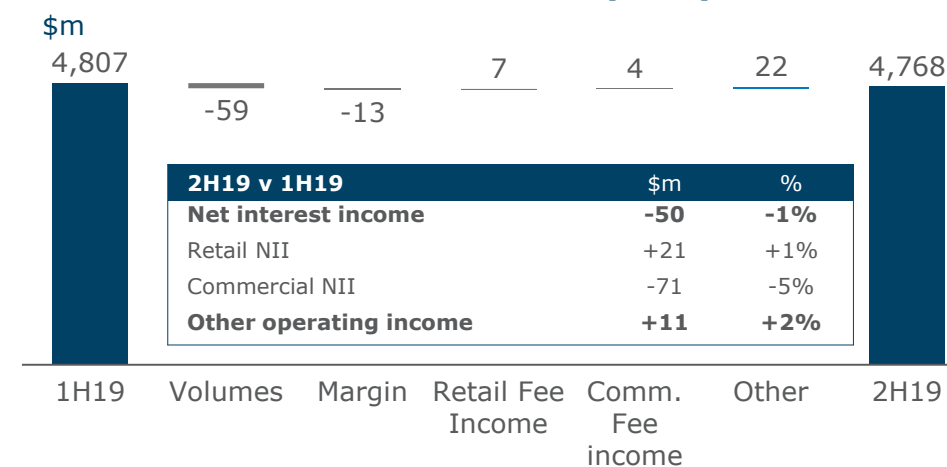 $m
4,807
-59
-13
7
4
22
4,768
2H19 v 1H19 $m %
Net interest income -50 -1%
Retail NII +21 +1%
Commercial NII -71 -5%
Other operating income +11 +2%
1H19 Volumes Margin Retail Fee Comm. Other 2H19
Income Fee
income